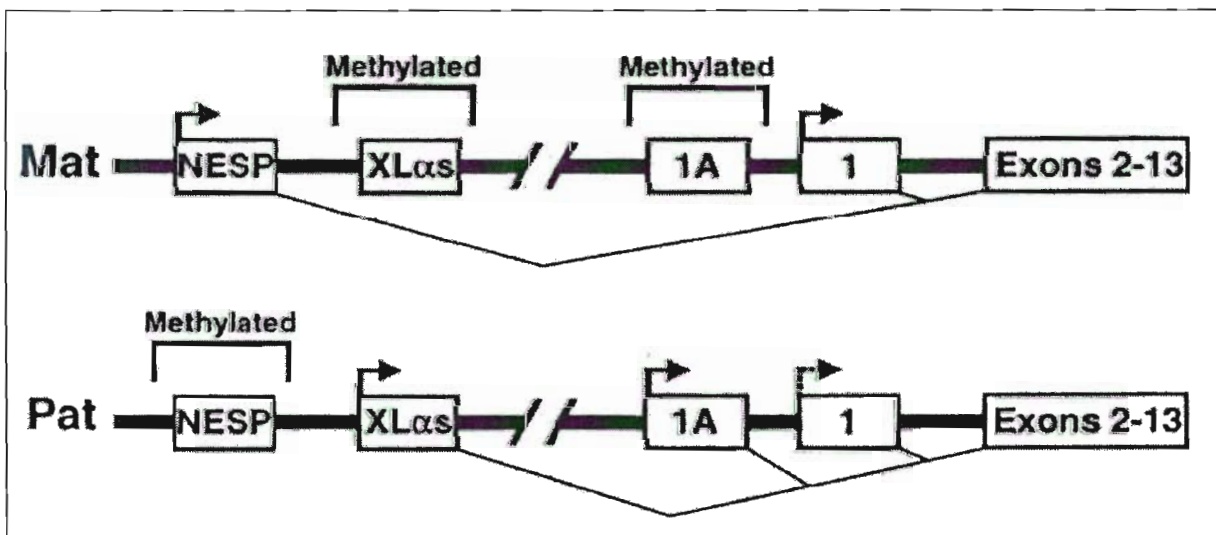 Methylated Methylated
Mat NESP XLαs 1A 1 Exons 2-13
Methylated
Pat NESP XLαs 1A 1 Exons 2-13